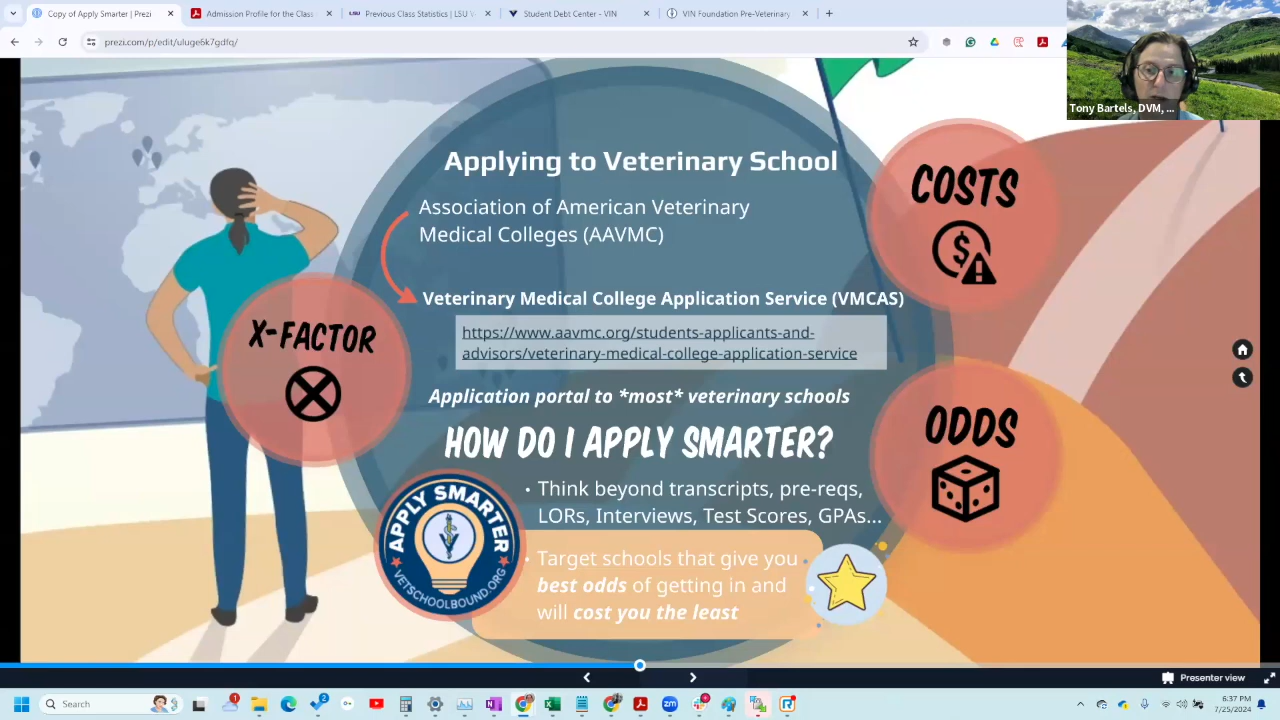 Copy of Apply Smarter | Prezi
Admission Profile for the Class
Previous Class Statistics | LSU V
Student Debt Center - VIN
VIN Foundation Pre-Veterinary
prezi.com/p/edit/uluge6k7gdfq/
Tony Bartels, DVM, ...
Applying to Veterinary School
Association of American Veterinary
Medical Colleges (AAVMC)
Veterinary Medical College Application Service (VMCAS)
https://www.aavmc.org/students-applicants-and-
advisors/veterinary-medical-college-application-service
Application portal to *most* veterinary schools
HOW DO I APPLY SMARTER?
• Think beyond transcripts, pre-reqs,
LORs, Interviews, Test Scores, GPAs...
• Target schools that give you
best odds of getting in and
will cost you the least
X-FACTOR
COSTS
$
ODDS
APPLY SMARTER
VETSCHOOLBOUND.ORG
Presenter view
Search
6:37 PM
7/25/2024